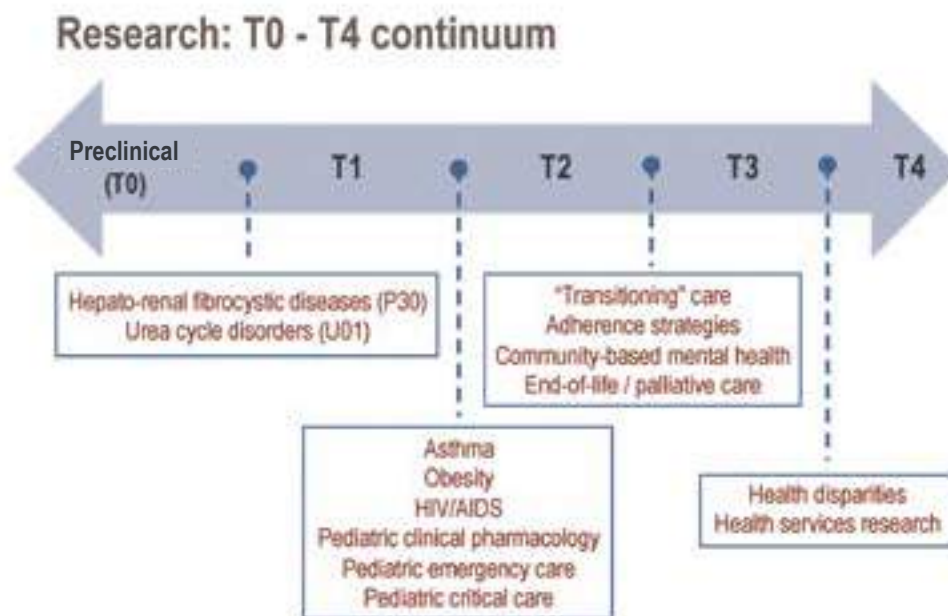 Research: T0 - T4 continuum
Preclinical
(T0)
T1
T2
T3
T4
Hepato-renal fibrocystic diseases (P30)
Urea cycle disorders (U01)
"Transitioning" care
Adherence strategies
Community-based mental health
End-of-life / palliative care
Asthma
Obesity
HIV/AIDS
Pediatric clinical pharmacology
Pediatric emergency care
Pediatric critical care
Health disparities
Health services research